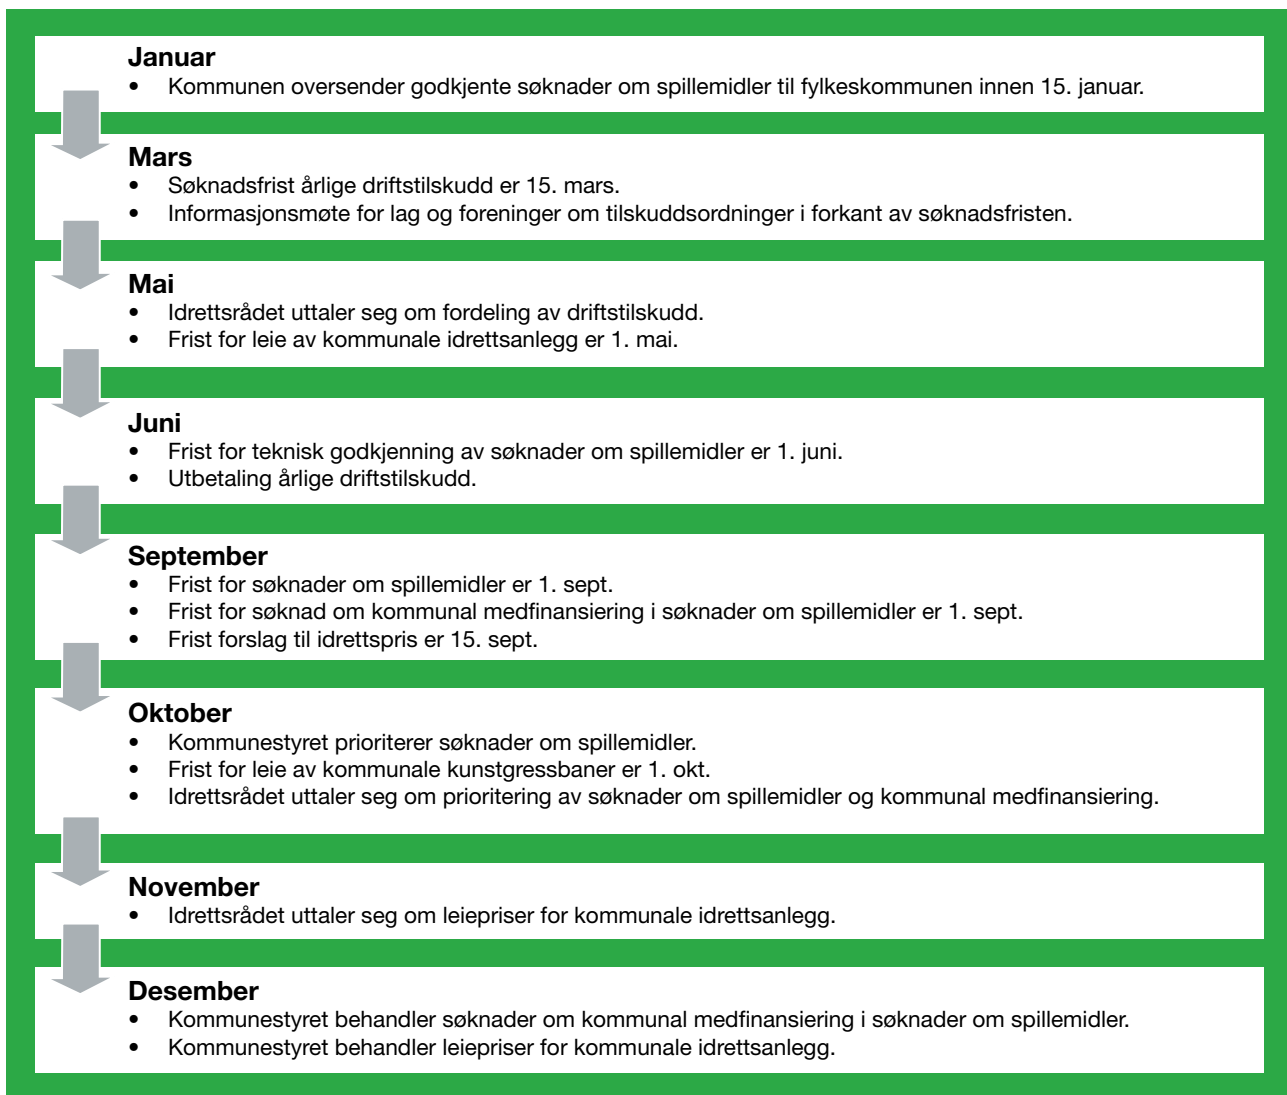 Januar
• Kommunen oversender godkjente søknader om spillemidler til fylkeskommunen innen 15. januar.
Mars
• Søknadsfrist årlige driftstilskudd er 15. mars.
• Informasjonsmøte for lag og foreninger om tilskuddsordninger i forkant av søknadsfristen.
Mai
• Idrettsrådet uttaler seg om fordeling av driftstilskudd.
• Frist for leie av kommunale idrettsanlegg er 1. mai.
Juni
• Frist for teknisk godkjenning av søknader om spillemidler er 1. juni.
• Utbetaling årlige driftstilskudd.
September
• Frist for søknader om spillemidler er 1. sept.
• Frist for søknad om kommunal medfinansiering i søknader om spillemidler er 1. sept.
• Frist forslag til idrettspris er 15. sept.
Oktober
• Kommunestyret prioriterer søknader om spillemidler.
• Frist for leie av kommunale kunstgressbaner er 1. okt.
• Idrettsrådet uttaler seg om prioritering av søknader om spillemidler og kommunal medfinansiering.
November
• Idrettsrådet uttaler seg om leiepriser for kommunale idrettsanlegg.
Desember
• Kommunestyret behandler søknader om kommunal medfinansiering i søknader om spillemidler.
• Kommunestyret behandler leiepriser for kommunale idrettsanlegg.